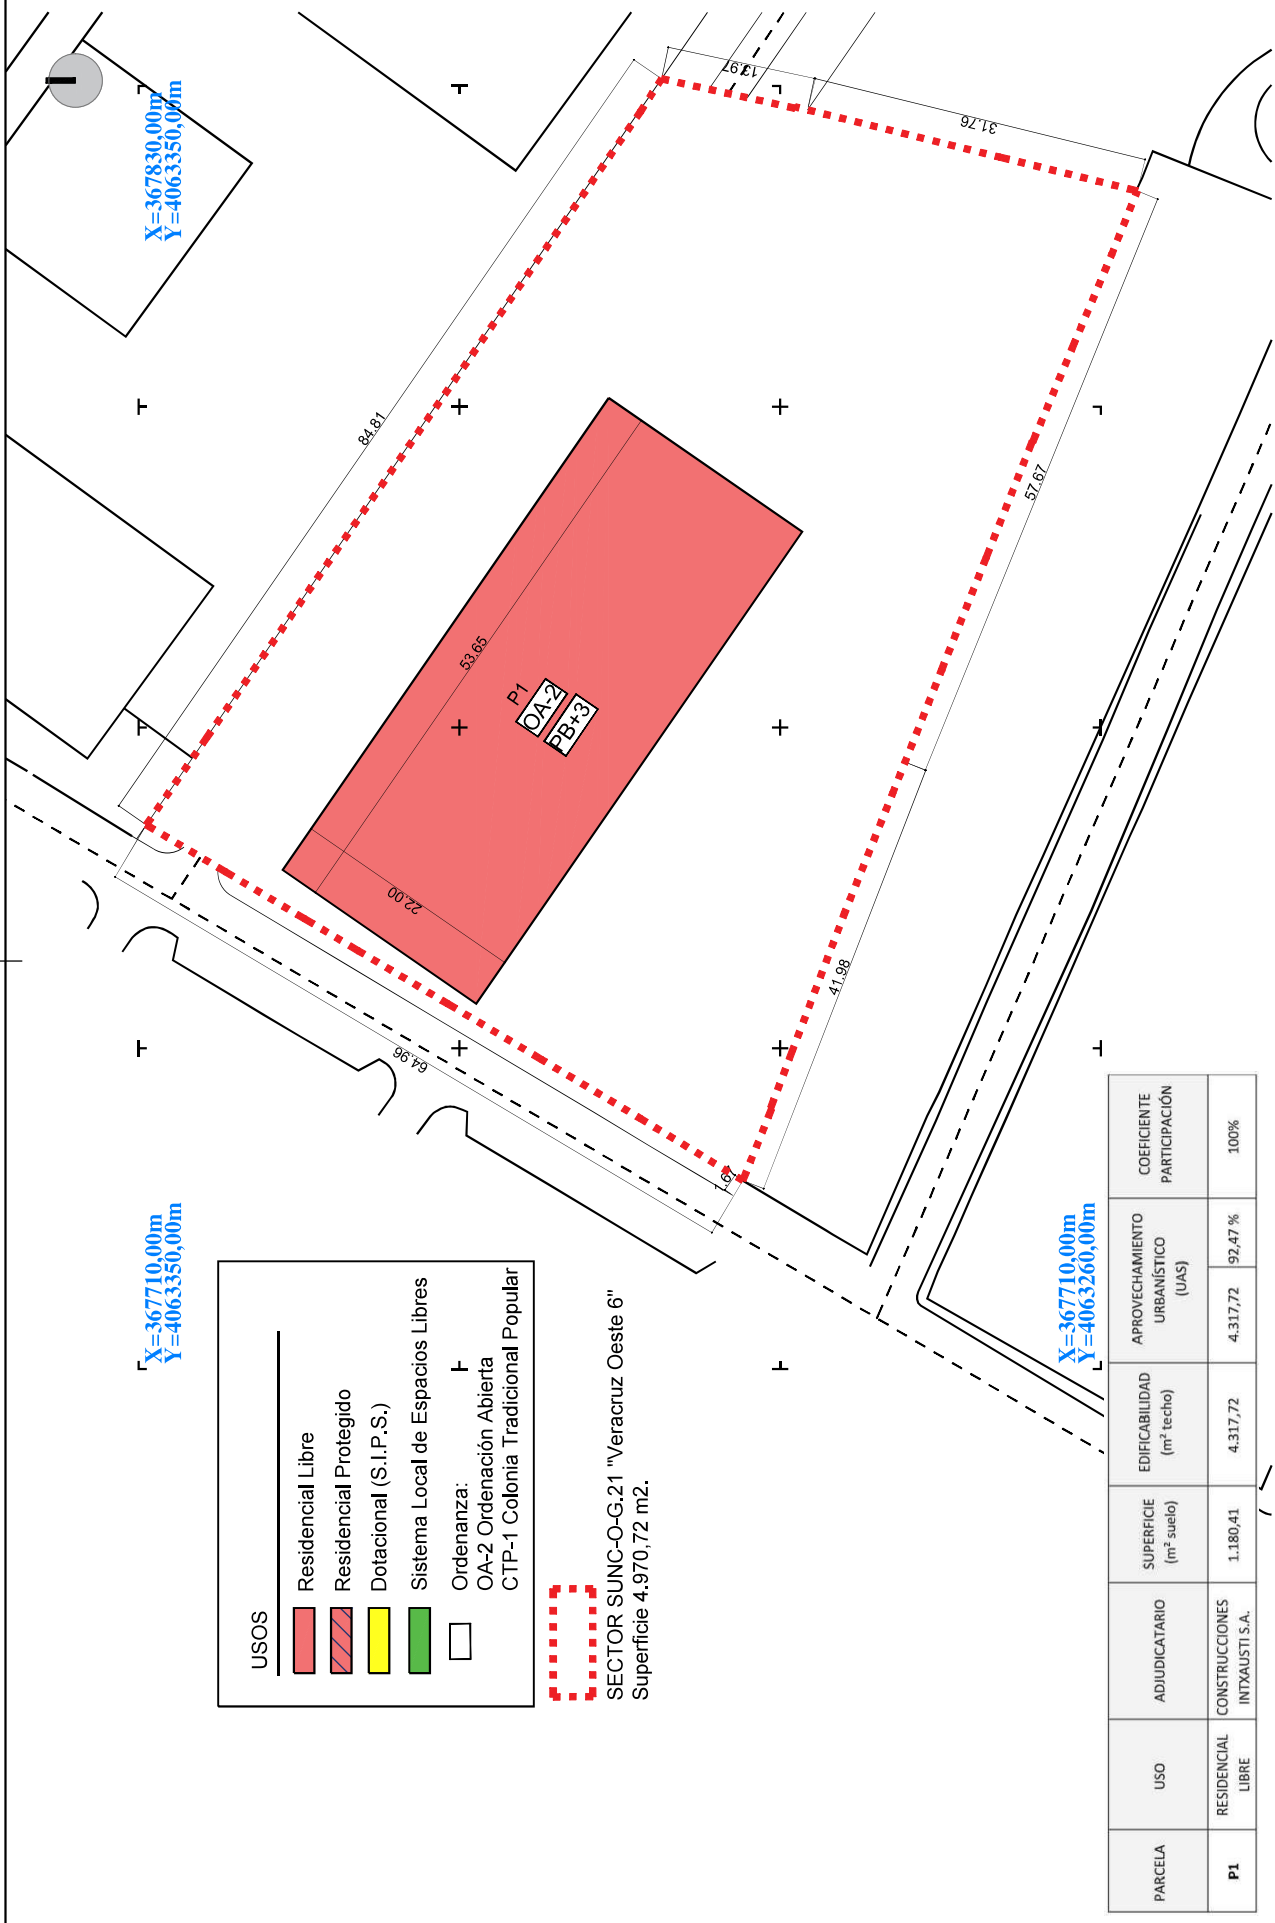 X=367710,00m
Y=4063350,00m
X=367830,00m
Y=4063350,00m
USOS
Residencial Libre
Residencial Protegido
Dotacional (S.I.P.S.)
Sistema Local de Espacios Libres
Ordenanza:
OA-2 Ordenación Abierta
CTP-1 Colonia Tradicional Popular
SECTOR SUNC-O-G.21 "Veracruz Oeste 6"
Superficie 4.970,72 m2.
84.81
13.97
31.76
53.65
P1
OA-2
PB+3
22.00
64.96
57.67
41.98
1.67
X=367710,00m
Y=4063260,00m
PARCELA USO ADJUDICATARIO SUPERFICIE (m² suelo) EDIFICABILIDAD (m² techo) APROVECHAMIENTO URBANÍSTICO (UAS) COEFICIENTE PARTICIPACIÓN
P1 RESIDENCIAL LIBRE CONSTRUCCIONES INTXAUSTI S.A. 1.180,41 4.317,72 4.317,72 92,47 % 100%